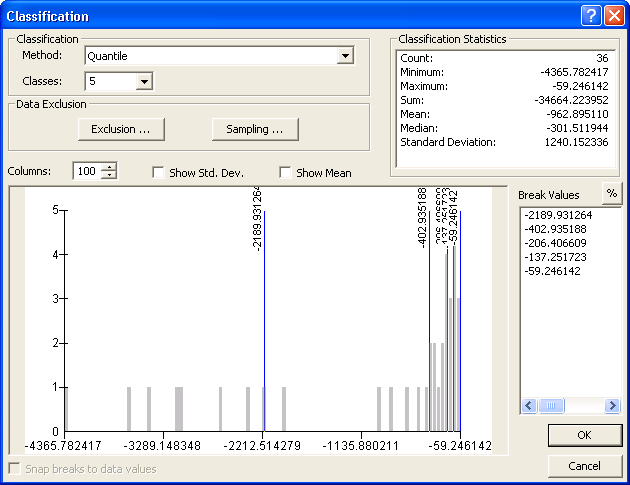 Classification
Classification
Method: Quantile
Classes: 5
Data Exclusion
Exclusion ... Sampling ...
Classification Statistics
Count: 36
Minimum: -4365.782417
Maximum: -59.246142
Sum: -34664.223952
Mean: -962.895110
Median: -301.511944
Standard Deviation: 1240.152336
Columns: 100 Show Std. Dev. Show Mean
Break Values %
-2189.931264
-402.935188
-206.406609
-137.251723
-59.246142
-2189.931264
-402.935188
-206.406609
-137.251723
-59.246142
5
4
3
2
1
0
-4365.782417 -3289.148348 -2212.514279 -1135.880211 -59.246142
Snap breaks to data values
OK
Cancel